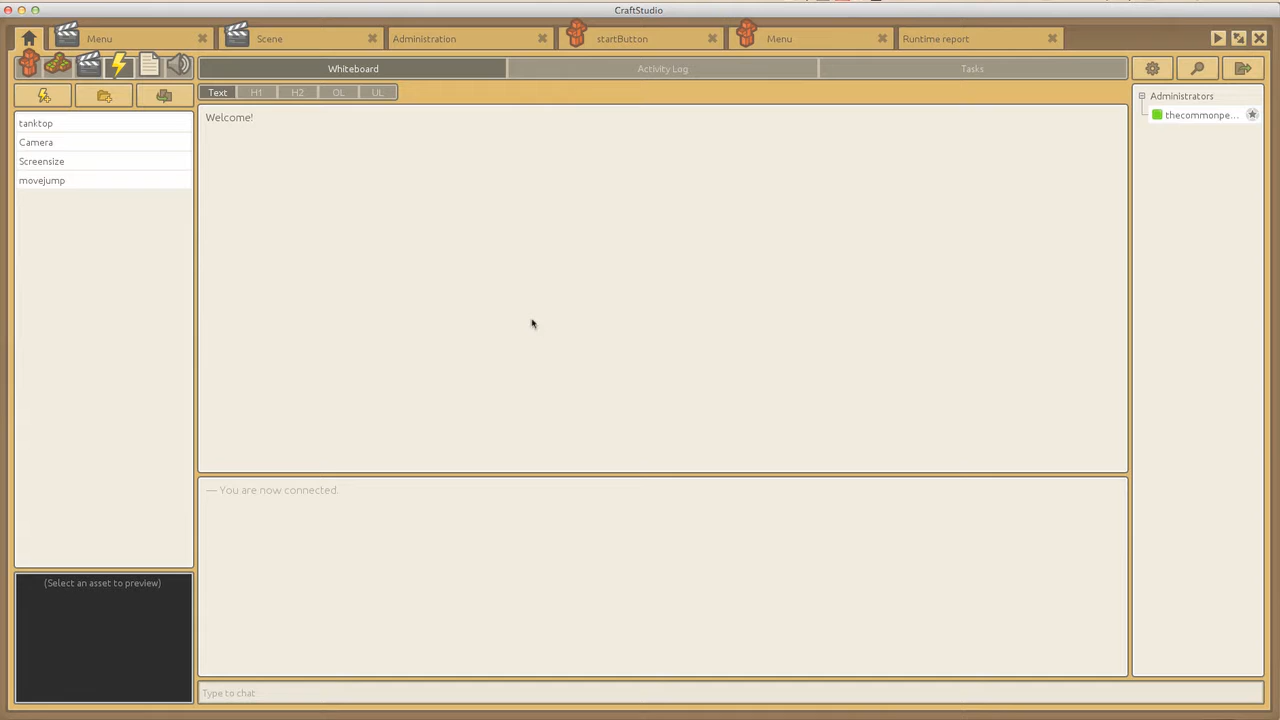 CraftStudio
Menu
Scene
Administration
startButton
Menu
Runtime report
Whiteboard
Activity Log
Tasks
Text
H1
H2
OL
UL
tanktop
Camera
Screensize
movejump
Welcome!
Administrators
thecommonpe...
— You are now connected.
(Select an asset to preview)
Type to chat